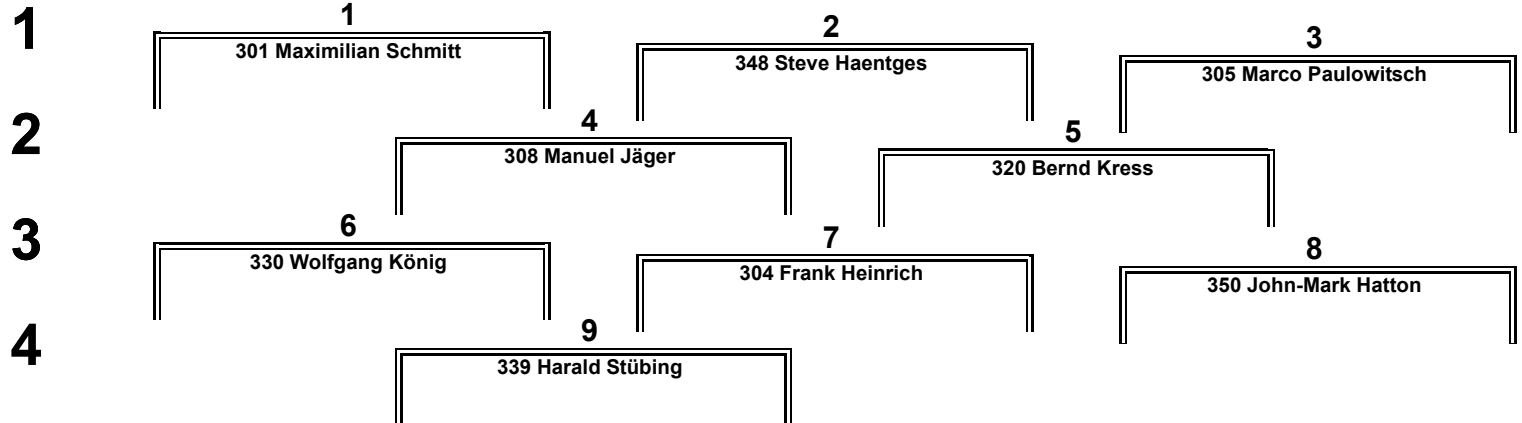 1
1
301 Maximilian Schmitt
2
348 Steve Haentges
3
305 Marco Paulowitsch
2
4
308 Manuel Jäger
5
320 Bernd Kress
3
6
330 Wolfgang König
7
304 Frank Heinrich
8
350 John-Mark Hatton
4
9
339 Harald Stübing